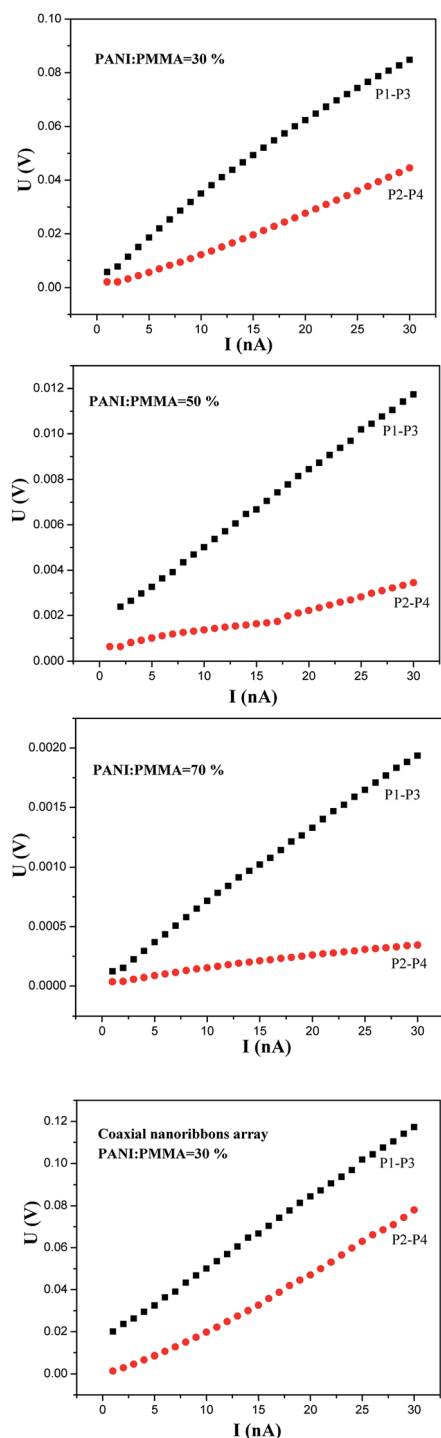 PANI:PMMA=30 %
0.10
0.08
0.06
0.04
0.02
0.00
U (V)
P1-P3
P2-P4
0 5 10 15 20 25 30
I (nA)
PANI:PMMA=50 %
0.012
0.010
0.008
0.006
0.004
0.002
0.000
U (V)
P1-P3
P2-P4
0 5 10 15 20 25 30
I (nA)
PANI:PMMA=70 %
0.0020
0.0015
0.0010
0.0005
0.0000
U (V)
P1-P3
P2-P4
0 5 10 15 20 25 30
I (nA)
Coaxial nanoribbons array
PANI:PMMA=30 %
0.12
0.10
0.08
0.06
0.04
0.02
0.00
U (V)
P1-P3
P2-P4
0 5 10 15 20 25 30
I (nA)